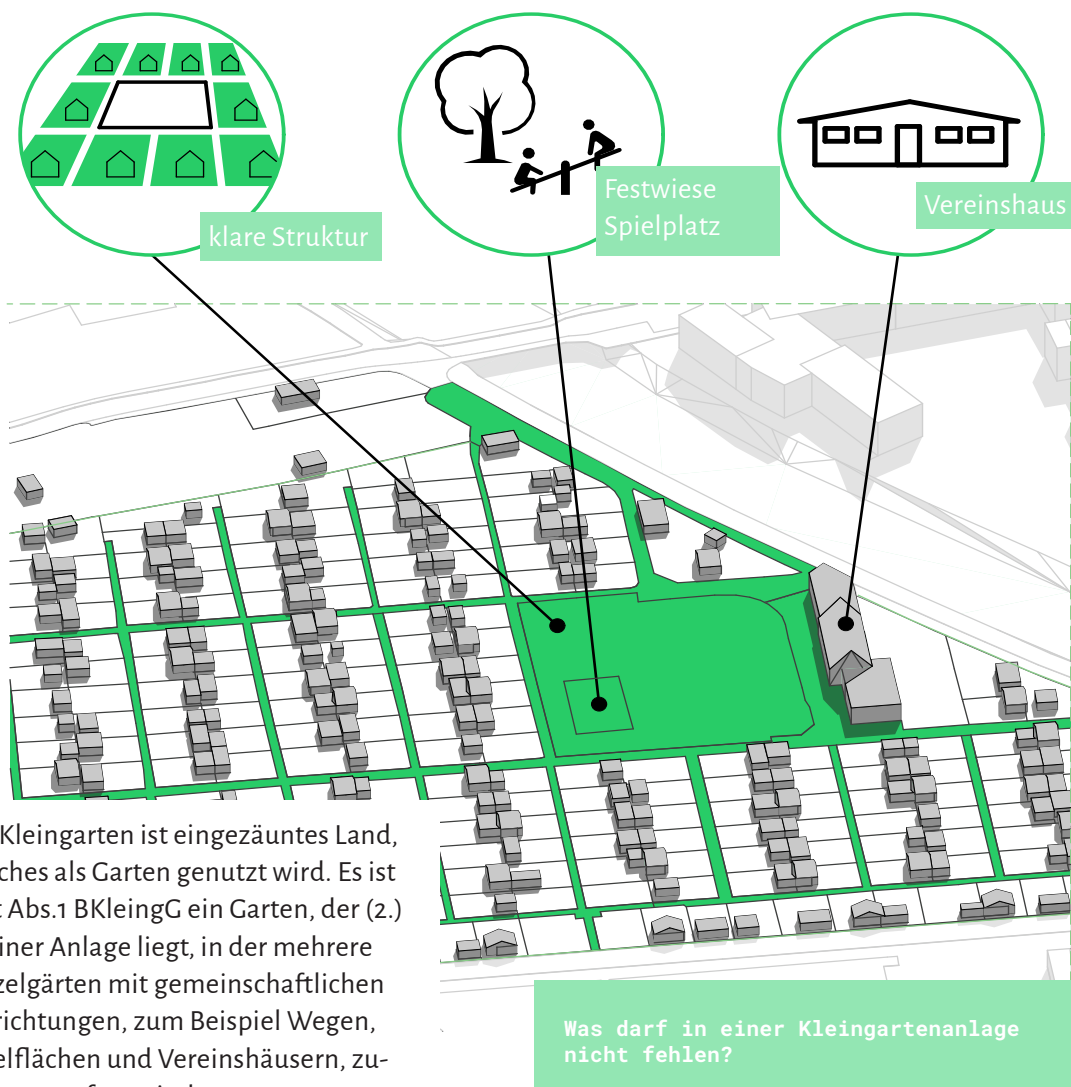 klare Struktur
Festwiese
Spielplatz
Vereinshaus
Kleingarten ist eingezäuntes Land,
ches als Garten genutzt wird. Es ist
Abs.1 BKleingG ein Garten, der (2.)
iner Anlage liegt, in der mehrere
zelgärten mit gemeinschaftlichen
richtungen, zum Beispiel Wegen,
elflächen und Vereinshäusern, zu-
Was darf in einer Kleingartenanlage
nicht fehlen?